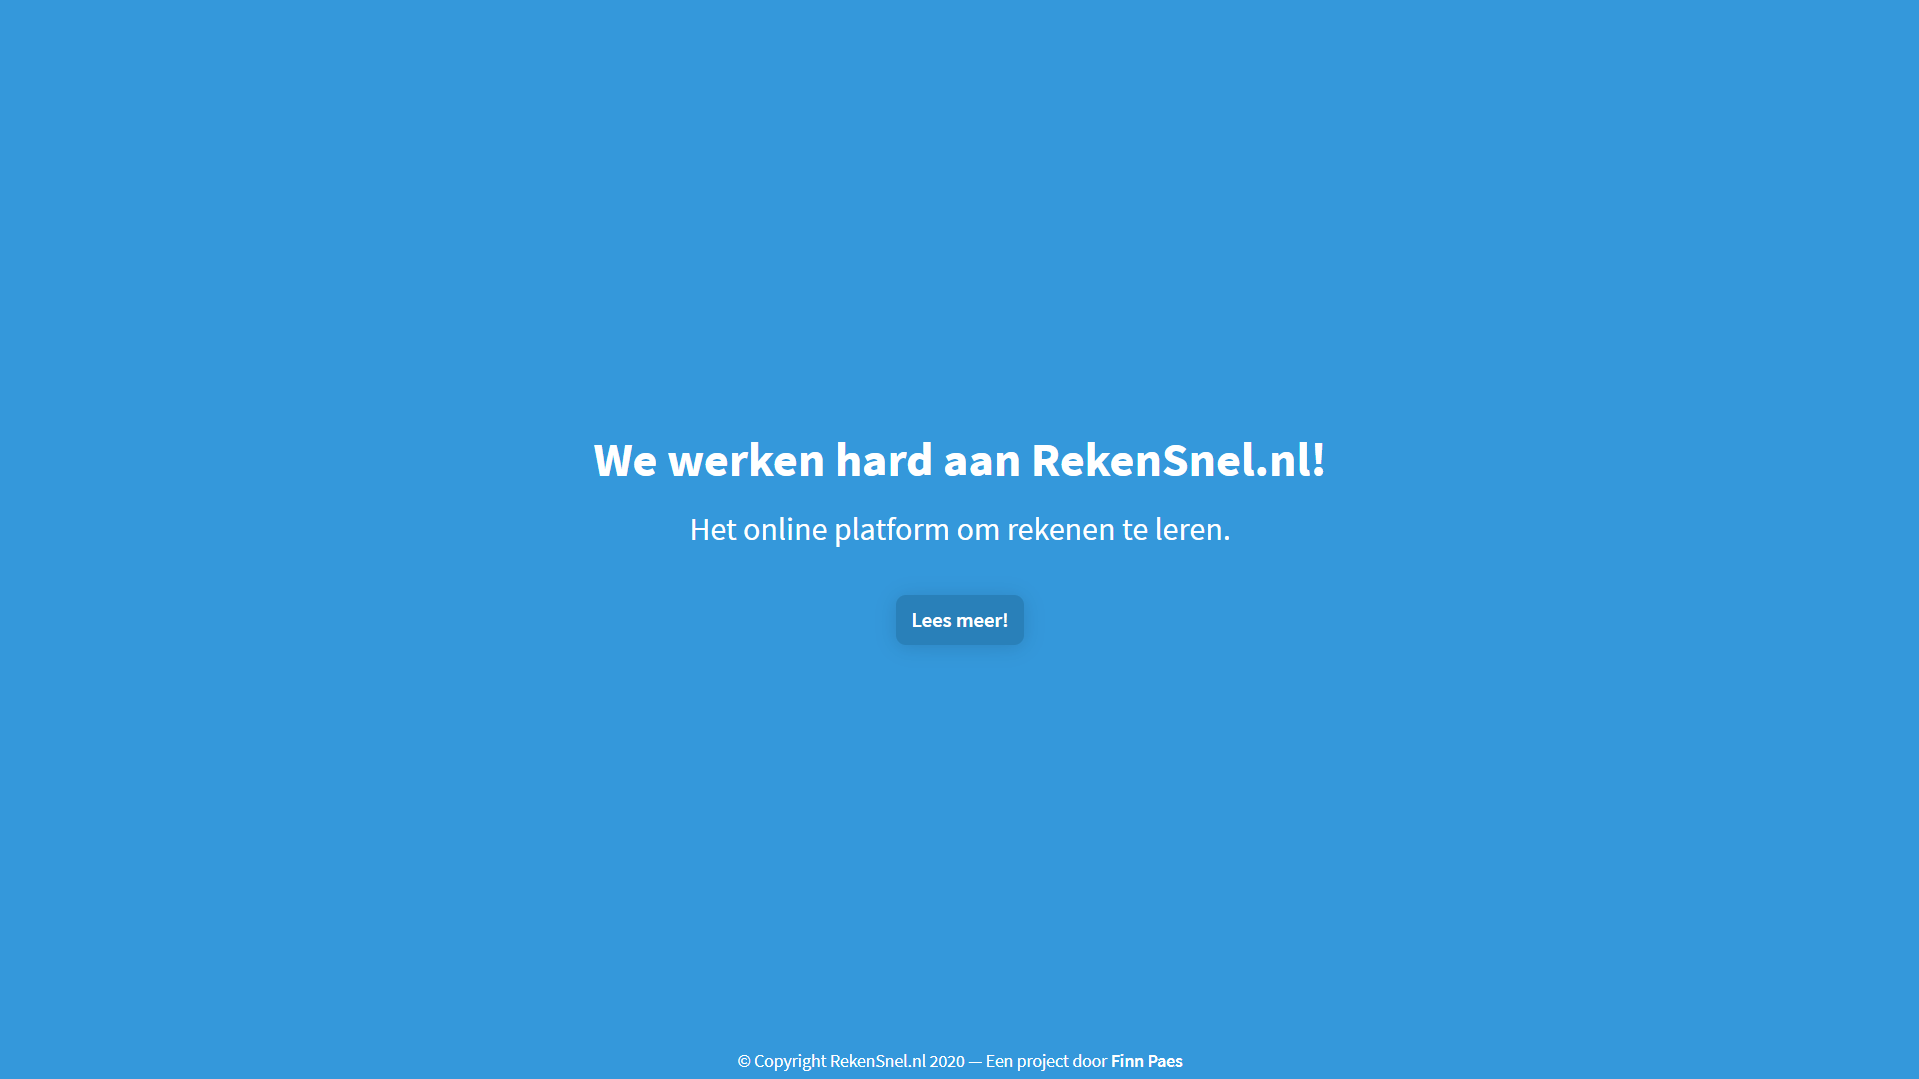 We werken hard aan RekenSnel.nl!
Het online platform om rekenen te leren.
Lees meer!
© Copyright RekenSnel.nl 2020 — Een project door Finn Paes